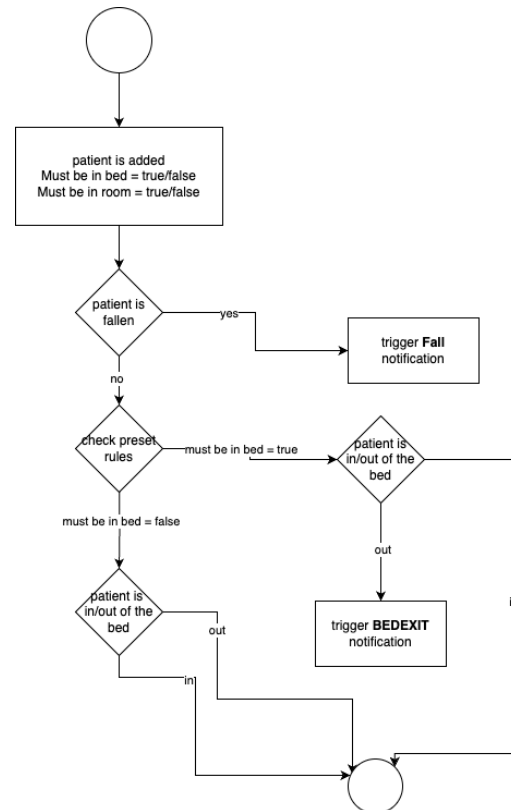 patient is added
Must be in bed = true/false
Must be in room = true/false
patient is
fallen
yes
trigger Fall
notification
no
check preset
rules
must be in bed = true
patient is
in/out of the
bed
must be in bed = false
out
patient is
in/out of the
bed
trigger BEDEXIT
notification
out
in